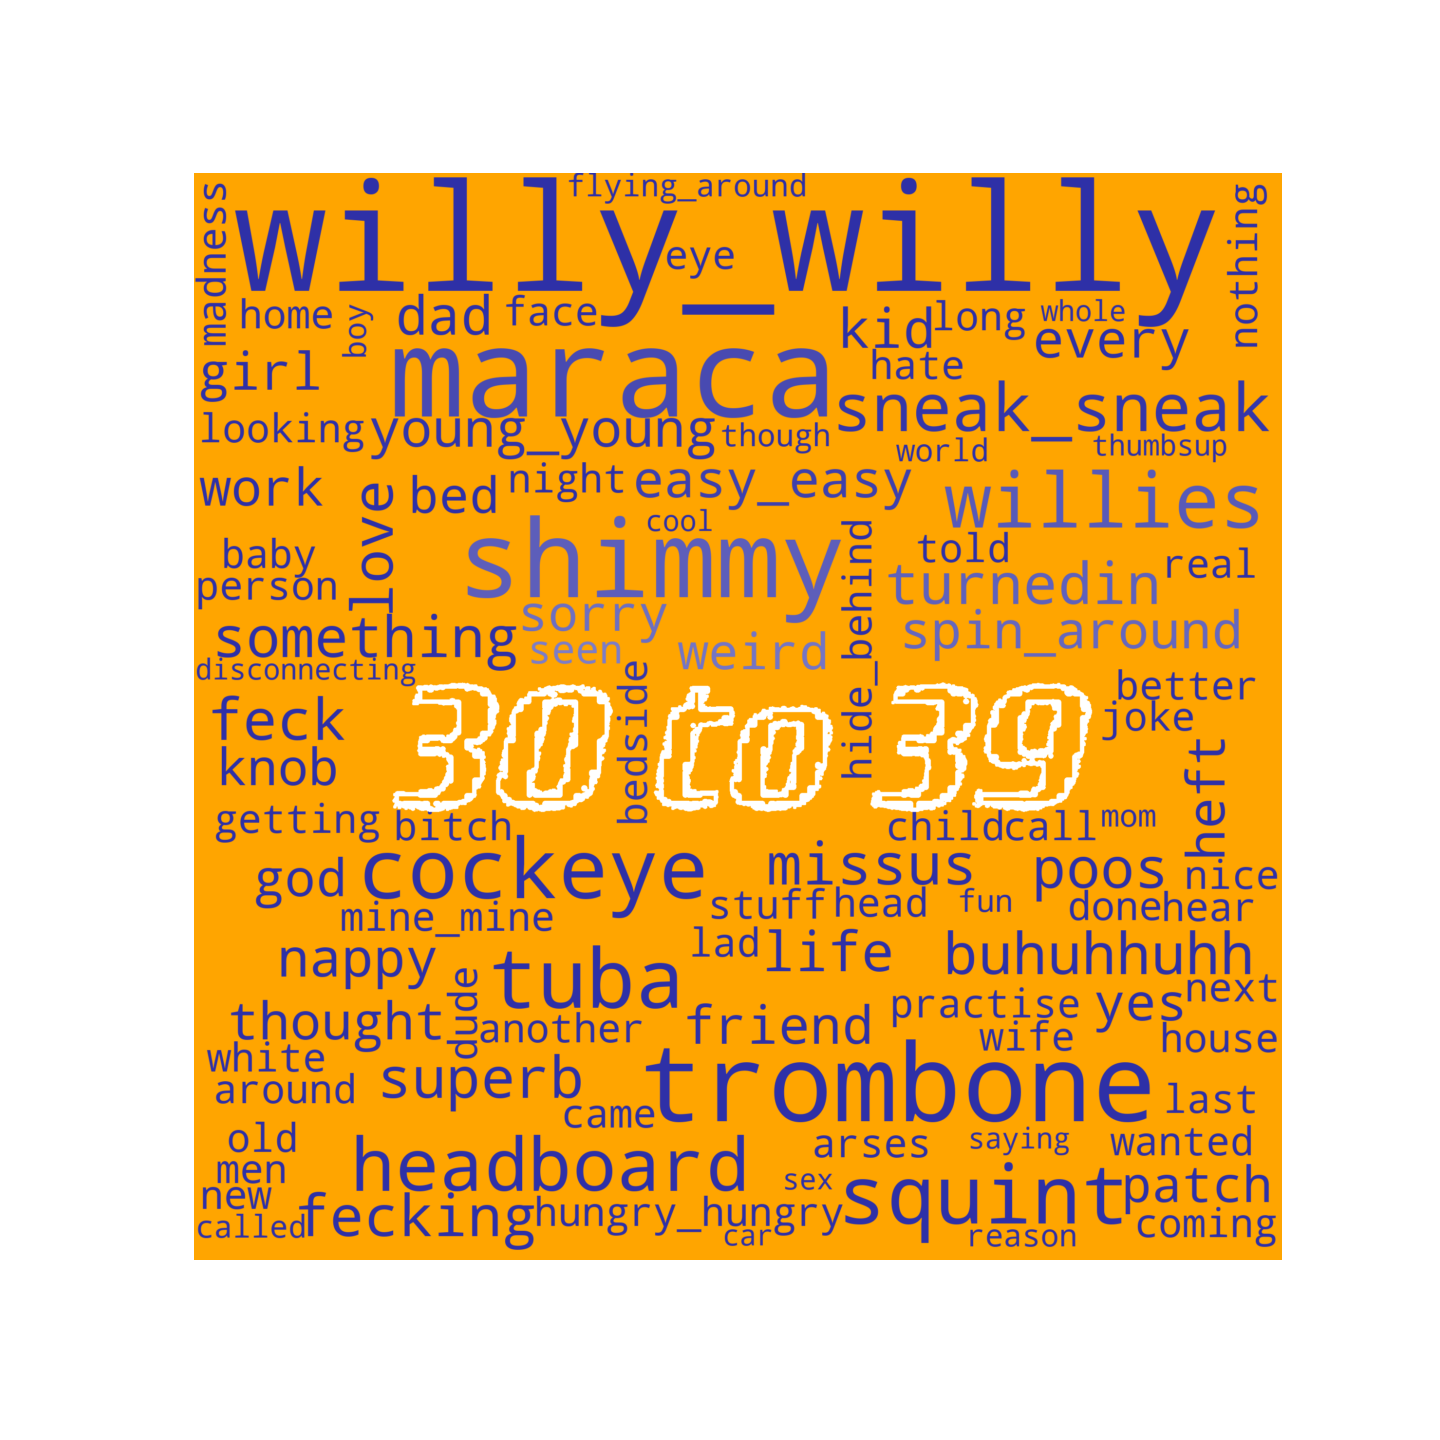 flying_around
madness
willy_willy
nothing
eye
home
boy
dad
face
kid
long
whole
every
girl
maraca
hate
sneak_sneak
looking
young_young
though
world
thumbsup
work
love
bed
night
easy_easy
willies
cool
shimmy
hide_behind
told
real
baby
person
turnedin
sorry
spin_around
something
seen
weird
disconnecting
bedside
better
feck
30 to 39
joke
knob
heft
getting
bitch
child
call
mom
god
cockeye
missus
poos
nice
mine_mine
stuff
head
fun
done
hear
nappy
tuba
lad
life
buhuhhuhh
dude
practise
yes
next
thought
another
friend
wife
house
white
around
superb
trombone
last
came
old
men
headboard
arses
saying
wanted
new
sex
squint
patch
called
fecking
hungry_hungry
car
reason
coming